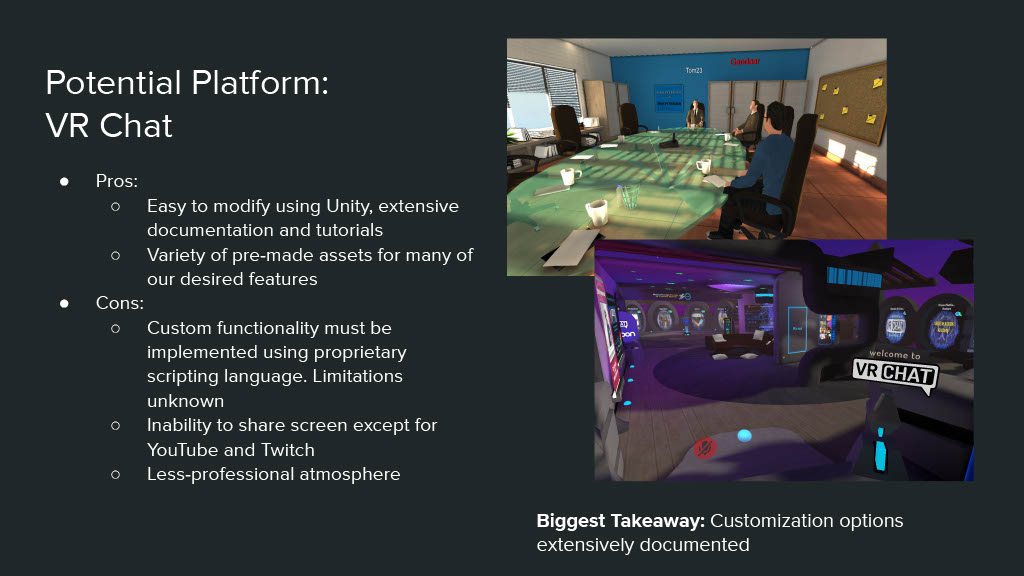 Potential Platform:
VR Chat
● Pros:
○ Easy to modify using Unity, extensive
documentation and tutorials
○ Variety of pre-made assets for many of
our desired features
● Cons:
○ Custom functionality must be
implemented using proprietary
scripting language. Limitations
unknown
○ Inability to share screen except for
YouTube and Twitch
○ Less-professional atmosphere
Tom23
welcome to
VR CHAT
Biggest Takeaway: Customization options
extensively documented